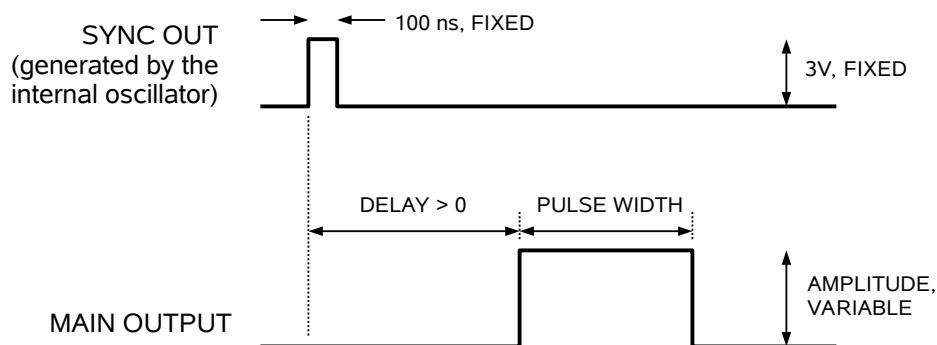 SYNC OUT
(generated by the
internal oscillator)
100 ns, FIXED
3V, FIXED
DELAY > 0
PULSE WIDTH
AMPLITUDE,
VARIABLE
MAIN OUTPUT